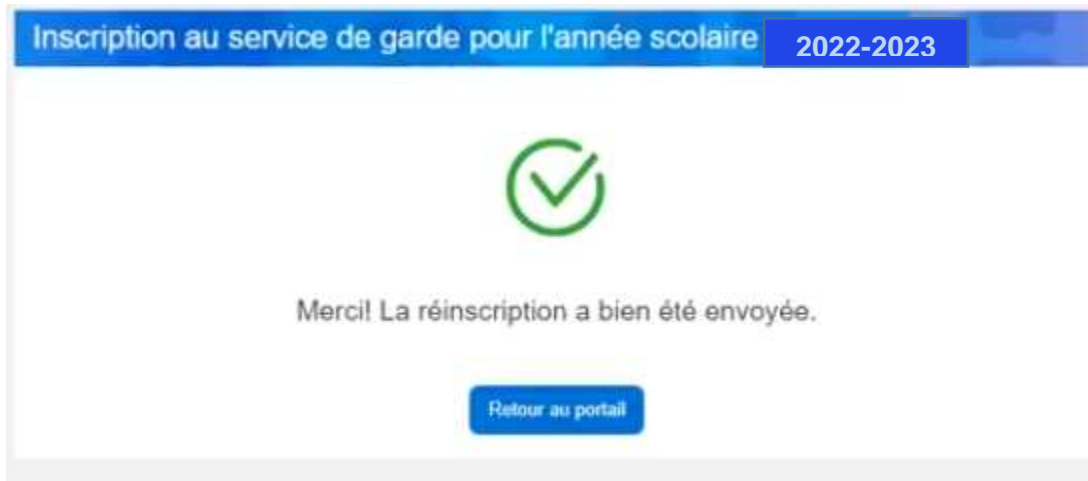 Inscription au service de garde pour l'année scolaire 2022-2023
Merci! La réinscription a bien été envoyée.
Retour au portail